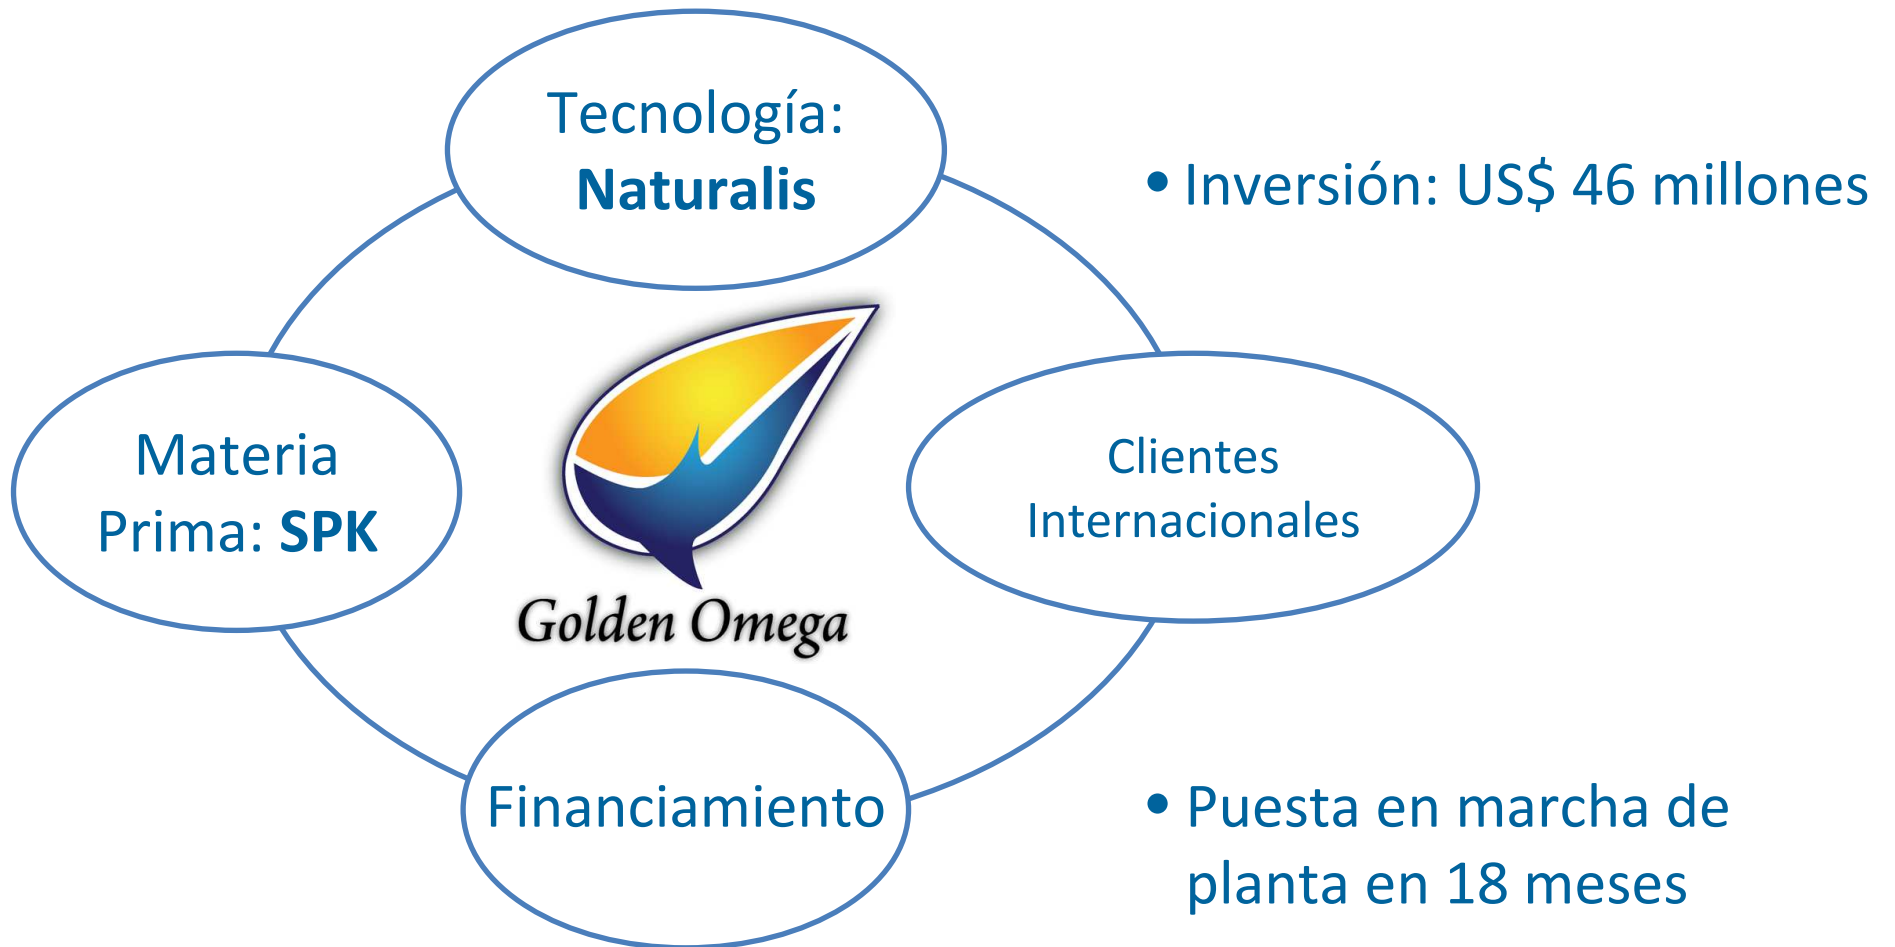 Tecnología:
Naturalis
• Inversión: US$ 46 millones
Materia
Prima: SPK
Clientes
Internacionales
Golden Omega
Financiamiento
• Puesta en marcha de
planta en 18 meses